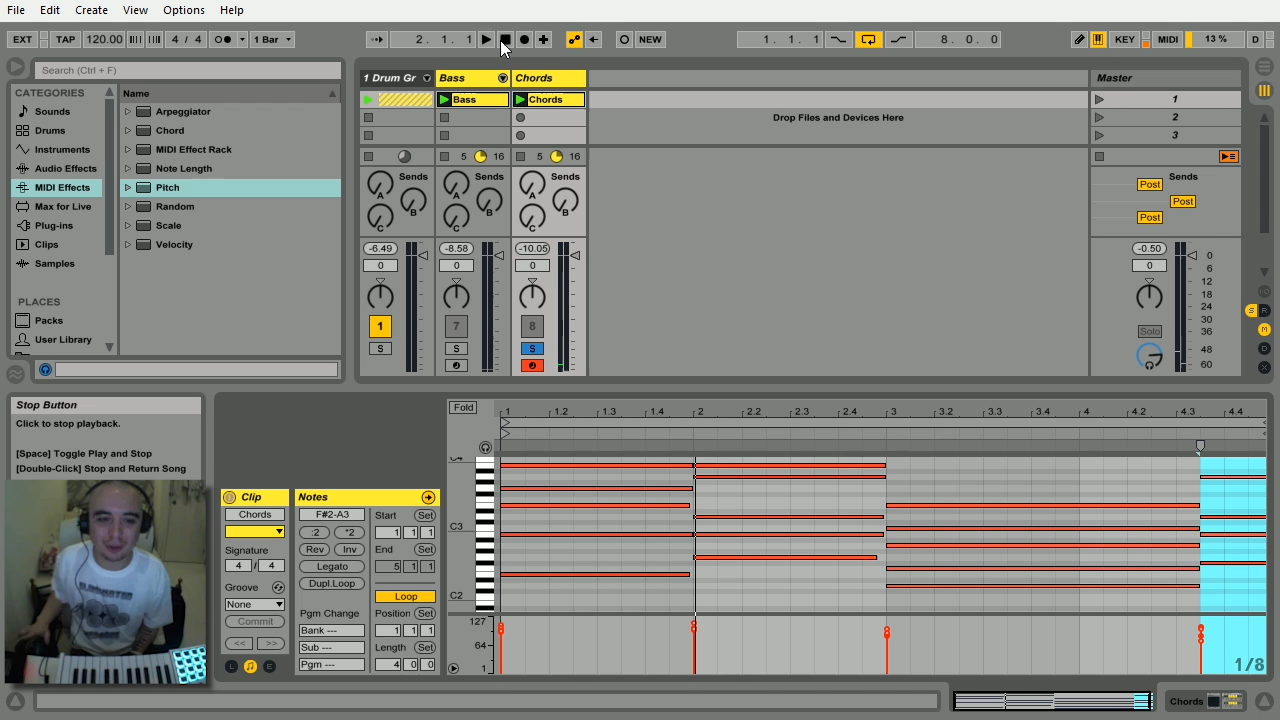 File Edit Create View Options Help
EXT TAP 120.00 4 / 4 1 Bar 2. 1. 1 NEW 1. 1. 1 8. 0. 0 KEY MIDI 13 % D
Search (Ctrl + F)
CATEGORIES
Sounds
Drums
Instruments
Audio Effects
MIDI Effects
Max for Live
Plug-ins
Clips
Samples
PLACES
Packs
User Library
Name
Arpeggiator
Chord
MIDI Effect Rack
Note Length
Pitch
Random
Scale
Velocity
1 Drum Gr Bass Chords Master
Bass Chords 1
Drop Files and Devices Here 2
3
5 16 5 16
Sends Sends Sends Sends
A B C A B C A B C
Post
Post
Post
-6.49 -8.58 -10.05 -0.50
0 0 0 0
0
6
12
18
24
30
36
48
60
1 7 8 Solo
S S S
S R
M
D
X
Stop Button
Click to stop playback.
[Space] Toggle Play and Stop
[Double-Click] Stop and Return Song
Clip
Chords
Signature
4 / 4
Groove
None
Commit
<< >>
L E
Notes
F#2-A3
:2 *2
Rev Inv
Legato
Dupl.Loop
Pgm Change
Bank ---
Sub ---
Pgm ---
Start Set
1 1 1
End Set
5 1 1
Loop
Position Set
1 1 1
Length
4 0 0
Fold
1 1.2 1.3 1.4 2 2.2 2.3 2.4 3 3.2 3.3 3.4 4 4.2 4.3 4.4
C4
C3
C2
127
64
1
1/8
Chords